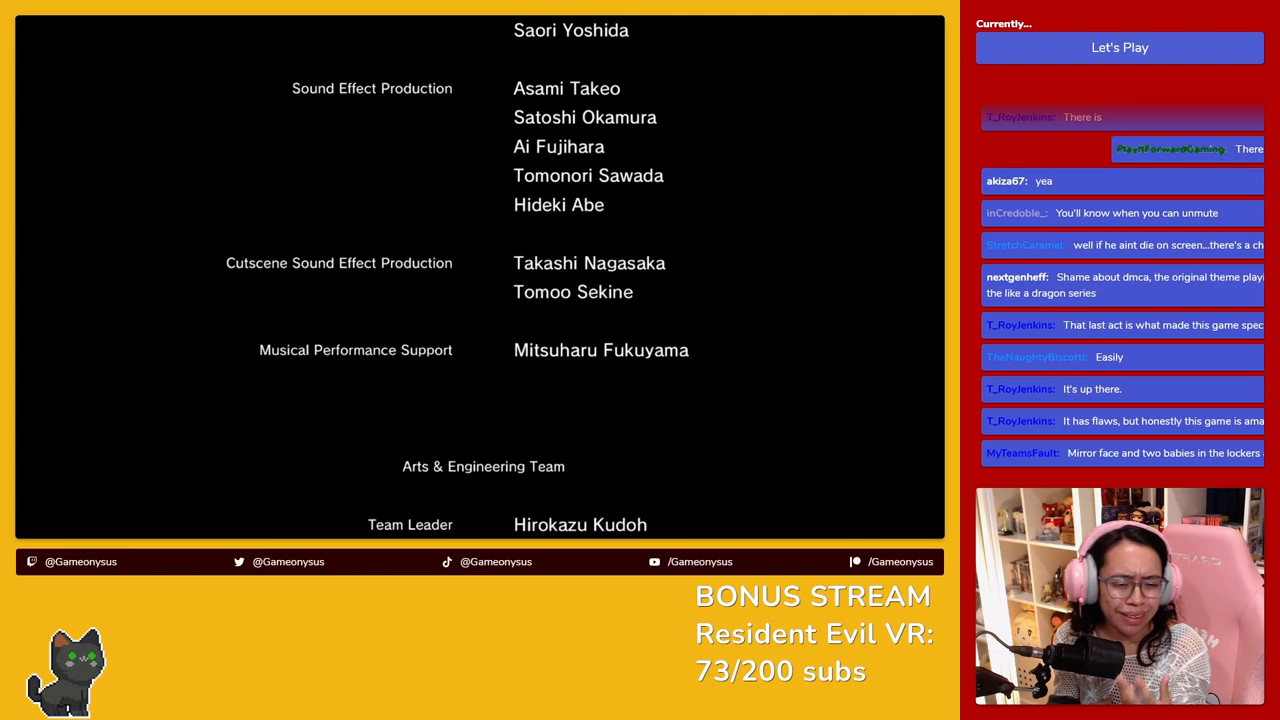 Saori Yoshida
Sound Effect Production
Asami Takeo
Satoshi Okamura
Ai Fujihara
Tomonori Sawada
Hideki Abe
Cutscene Sound Effect Production
Takashi Nagasaka
Tomoo Sekine
Musical Performance Support
Mitsuharu Fukuyama
Arts & Engineering Team
Team Leader
Hirokazu Kudoh
Currently...
Let's Play
T_RoyJenkins: There is
PlayItForwardGaming: There
akiza67: yea
inCredoble_: You'll know when you can unmute
StretchCaramel: well if he aint die on screen...there's a ch
nextgenheff: Shame about dmca, the original theme playi
the like a dragon series
T_RoyJenkins: That last act is what made this game spec
TheNaughtyBiscotti: Easily
T_RoyJenkins: It's up there.
T_RoyJenkins: It has flaws, but honestly this game is ama
MyTeamsFault: Mirror face and two babies in the lockers
@Gameonysus
@Gameonysus
@Gameonysus
/Gameonysus
/Gameonysus
BONUS STREAM
Resident Evil VR:
73/200 subs